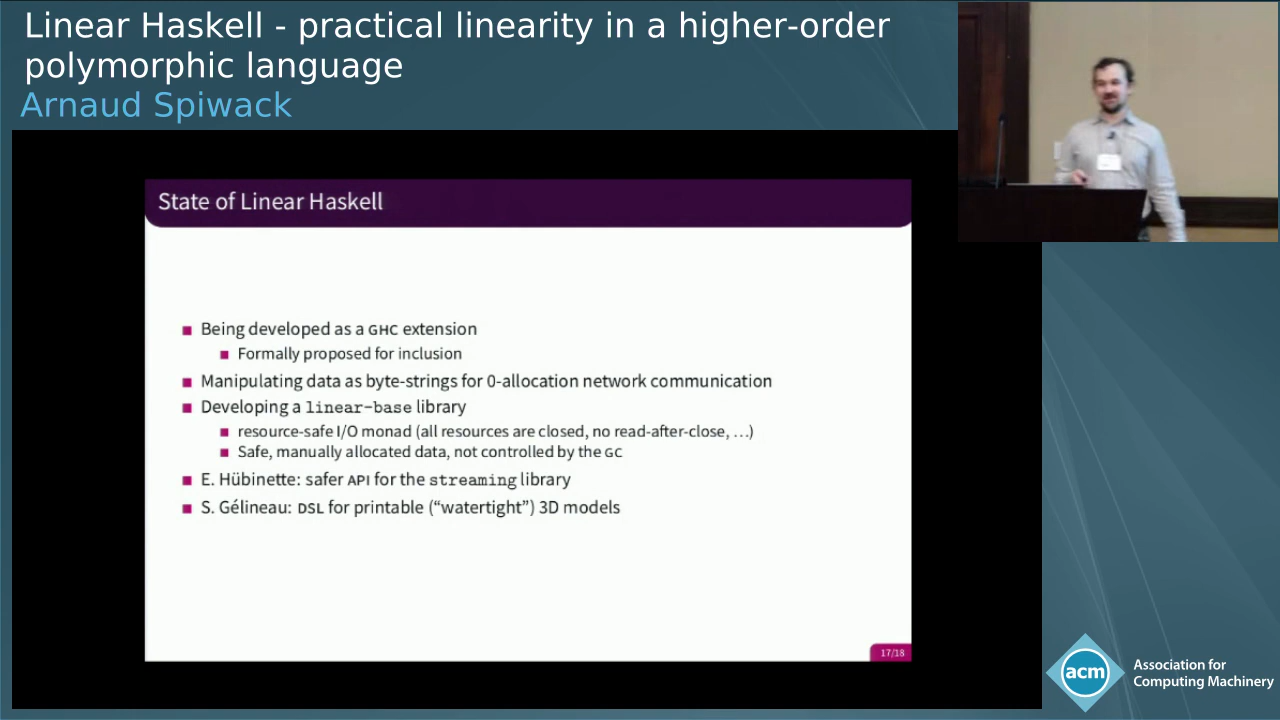 Linear Haskell - practical linearity in a higher-order
polymorphic language
Arnaud Spiwack
State of Linear Haskell
Being developed as a GHC extension
Formally proposed for inclusion
Manipulating data as byte-strings for 0-allocation network communication
Developing a linear-base library
resource-safe I/O monad (all resources are closed, no read-after-close, …)
Safe, manually allocated data, not controlled by the GC
E. Hübinette: safer API for the streaming library
S. Gélineau: DSL for printable (“watertight”) 3D models
17/18
acm
Association for
Computing Machinery